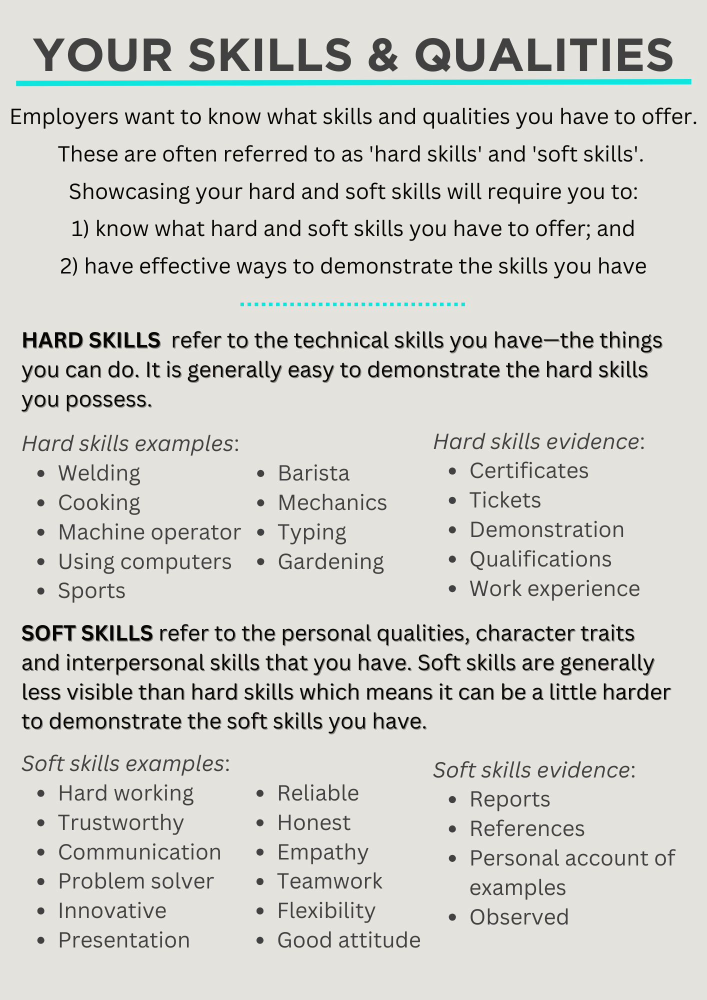 YOUR SKILLS & QUALITIES
Employers want to know what skills and qualities you have to offer.
These are often referred to as 'hard skills' and 'soft skills'.
Showcasing your hard and soft skills will require you to:
1) know what hard and soft skills you have to offer; and
2) have effective ways to demonstrate the skills you have
HARD SKILLS refer to the technical skills you have—the things
you can do. It is generally easy to demonstrate the hard skills
you possess.
Hard skills examples:
• Welding
• Cooking
• Machine operator
• Using computers
• Sports
• Barista
• Mechanics
• Typing
• Gardening
Hard skills evidence:
• Certificates
• Tickets
• Demonstration
• Qualifications
• Work experience
SOFT SKILLS refer to the personal qualities, character traits
and interpersonal skills that you have. Soft skills are generally
less visible than hard skills which means it can be a little harder
to demonstrate the soft skills you have.
Soft skills examples:
• Hard working
• Trustworthy
• Communication
• Problem solver
• Innovative
• Presentation
• Reliable
• Honest
• Empathy
• Teamwork
• Flexibility
• Good attitude
Soft skills evidence:
• Reports
• References
• Personal account of
examples
• Observed